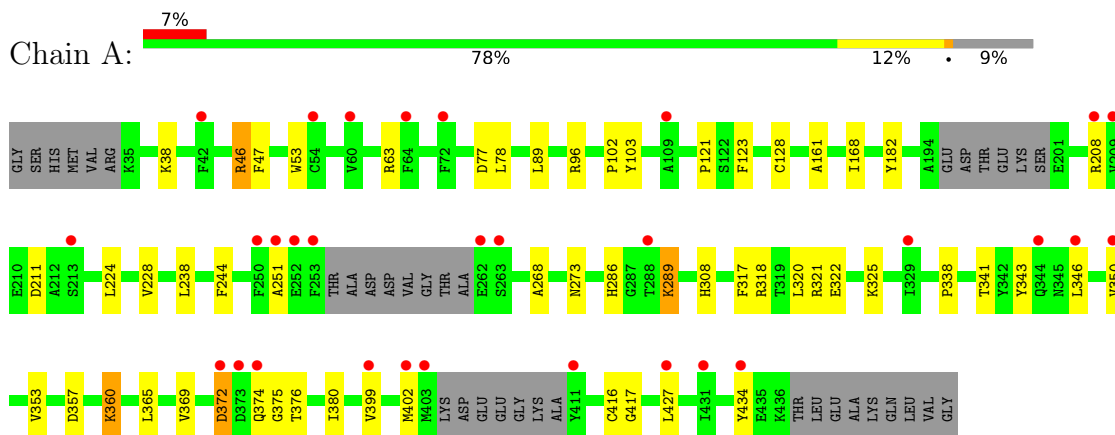 7%
Chain A:
78% 12% • 9%
GLY SER HIS MET VAL ARG K35 K38 F42 R46 F47 W53 C54 V60 R63 F64 F72 D77 L78 L89 R96 P102 Y103 A109 P121 S122 F123 C128 A161 I168 Y182 A194 GLU ASP THR GLU LYS SER E201 R208 V209
E210 D211 A212 S213 L224 V228 L238 F244 F250 A251 E252 F253 THR ALA ASP ASP VAL GLY THR ALA E262 S263 A268 N273 H286 G287 T288 K289 H308 F317 R318 T319 L320 R321 E322 K325 I329 P338 T341 Y342 Y343 Q344 N345 L346 V350
V353 D357 K360 L365 V369 D372 D373 Q374 G375 T376 I380 V399 M402 M403 LYS ASP GLU GLU GLY LYS ALA Y411 C416 G417 L427 I431 Y434 E435 K436 THR LEU GLU ALA LYS GLN LEU VAL GLY